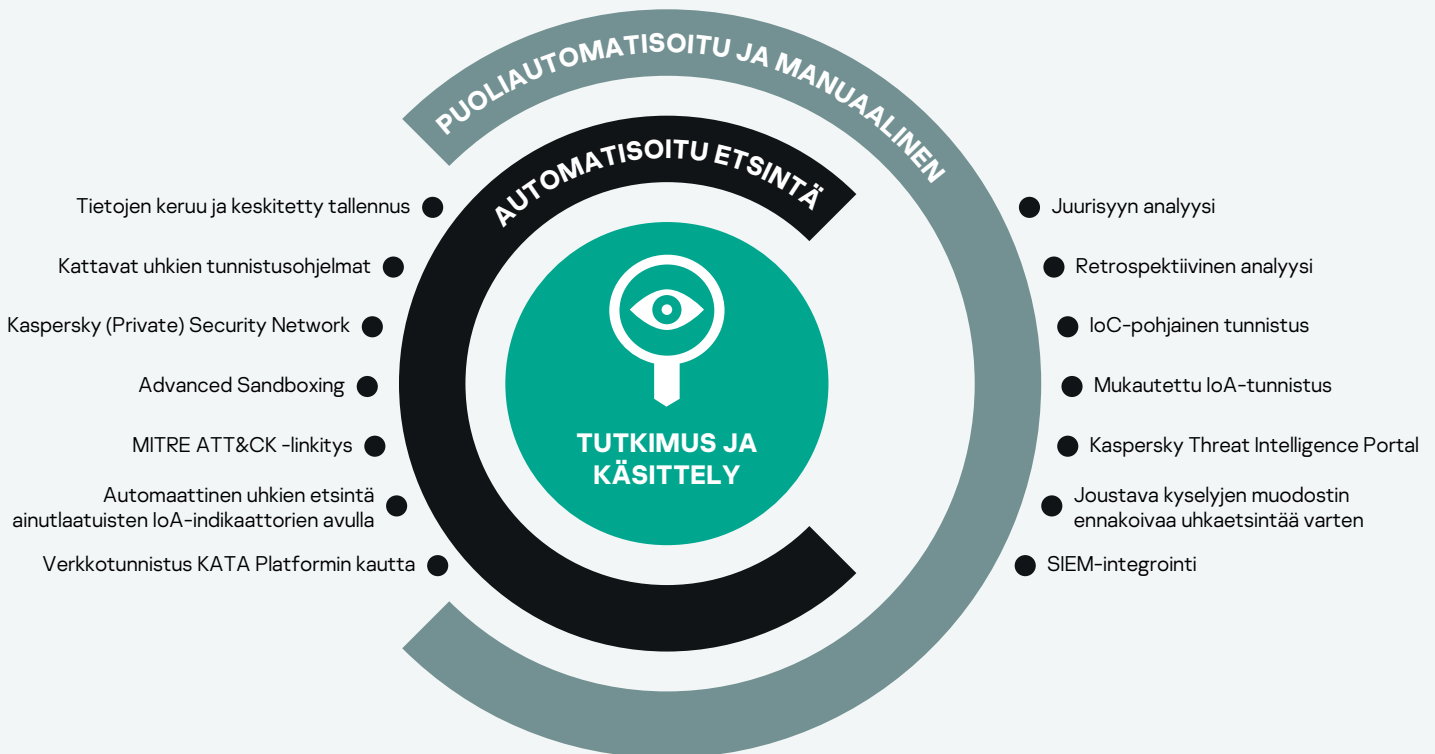 PUOLIAUTOMATISOITU JA MANUAALINEN
AUTOMATISOITU ETSINTÄ
TUTKIMUS JA
KÄSITTELY
Tietojen keruu ja keskitetty tallennus
Kattavat uhkien tunnistusohjelmat
Kaspersky (Private) Security Network
Advanced Sandboxing
MITRE ATT&CK -linkitys
Automaattinen uhkien etsintä
ainutlaatuisten IoA-indikaattorien avulla
Verkkotunnistus KATA Platformin kautta
Juurisyyn analyysi
Retrospektiivinen analyysi
IoC-pohjainen tunnistus
Mukautettu IoA-tunnistus
Kaspersky Threat Intelligence Portal
Joustava kyselyjen muodostin
ennakoivaa uhkaetsintää varten
SIEM-integrointi